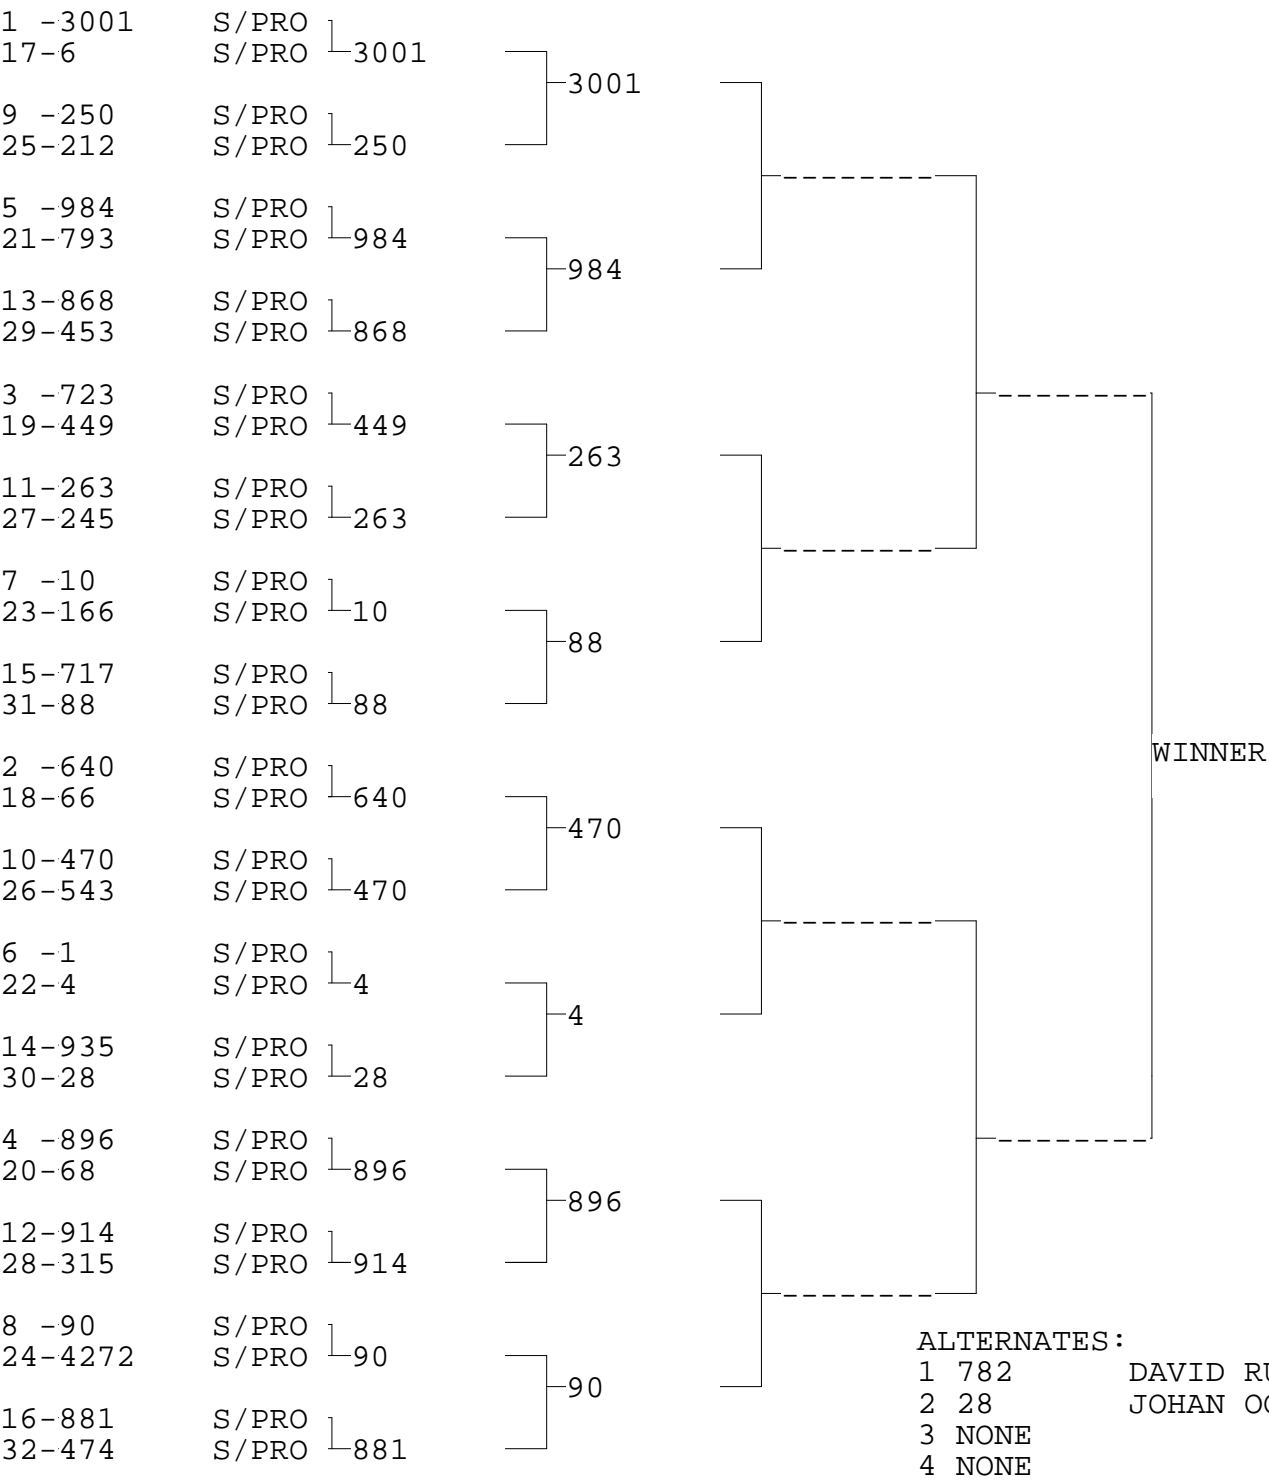 1 -3001 S/PRO
17-6 S/PRO 3001
3001
9 -250 S/PRO
25-212 S/PRO 250
5 -984 S/PRO
21-793 S/PRO 984
984
13-868 S/PRO
29-453 S/PRO 868
3 -723 S/PRO
19-449 S/PRO 449
263
11-263 S/PRO
27-245 S/PRO 263
7 -10 S/PRO
23-166 S/PRO 10
88
15-717 S/PRO
31-88 S/PRO 88
WINNER
2 -640 S/PRO
18-66 S/PRO 640
470
10-470 S/PRO
26-543 S/PRO 470
6 -1 S/PRO
22-4 S/PRO 4
4
14-935 S/PRO
30-28 S/PRO 28
4 -896 S/PRO
20-68 S/PRO 896
896
12-914 S/PRO
28-315 S/PRO 914
8 -90 S/PRO
24-4272 S/PRO 90
90
16-881 S/PRO
32-474 S/PRO 881
ALTERNATES:
1 782 DAVID
2 28 JOHAN
3 NONE
4 NONE